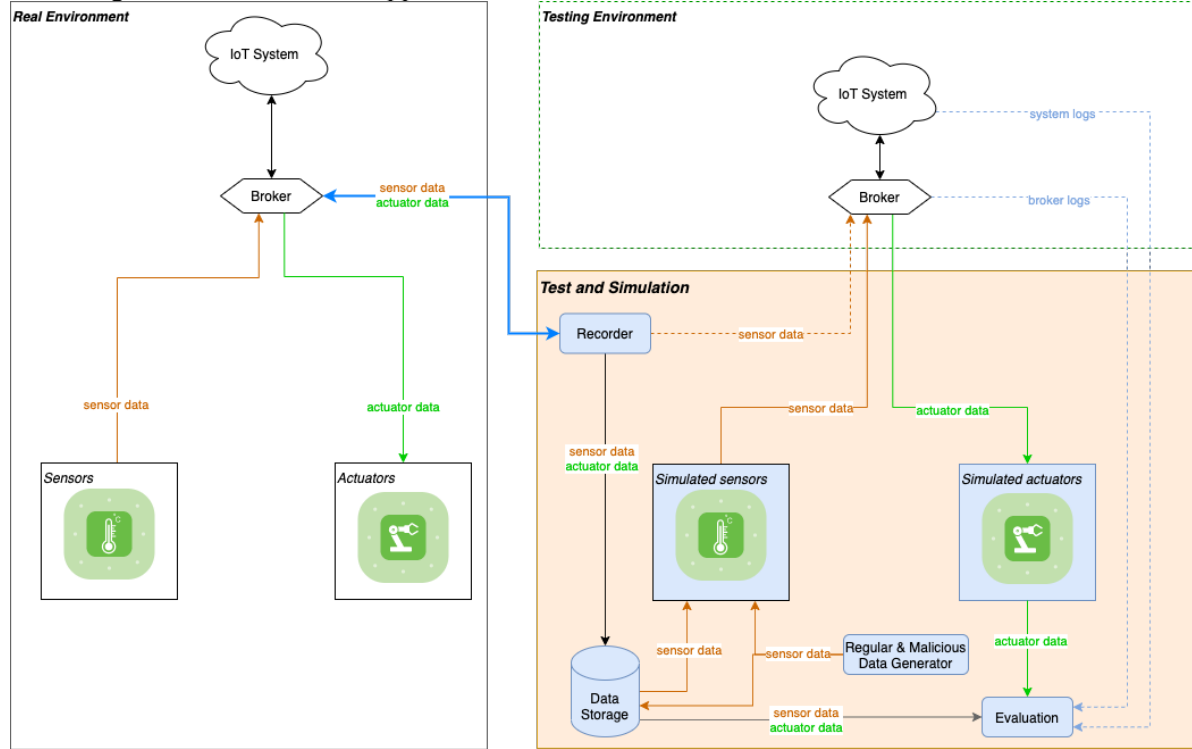 Real Environment
IoT System
Broker
sensor data
actuator data
sensor data
actuator data
Sensors
°C
Actuators
Testing Environment
IoT System
system logs
Broker
broker logs
Test and Simulation
Recorder
sensor data
sensor data
actuator data
sensor data
actuator data
Simulated sensors
°C
Simulated actuators
sensor data
sensor data
Regular & Malicious
Data Generator
actuator data
Data
Storage
sensor data
actuator data
Evaluation